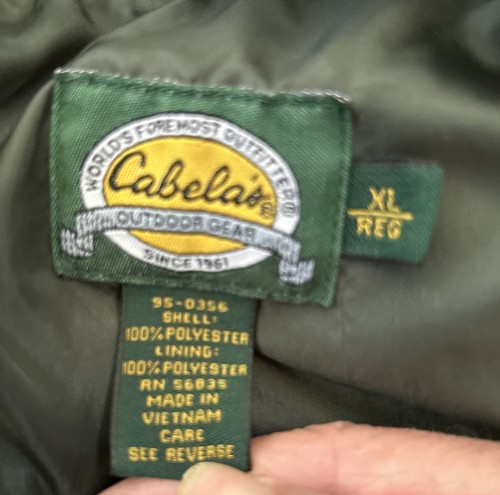 WORLD'S FOREMOST OUTFITTER®
Cabela's®
OUTDOOR GEAR
SINCE 1961
XL
REG
95-0356
SHELL:
100% POLYESTER
LINING:
100% POLYESTER
RN 56835
MADE IN
VIETNAM
CARE
SEE REVERSE